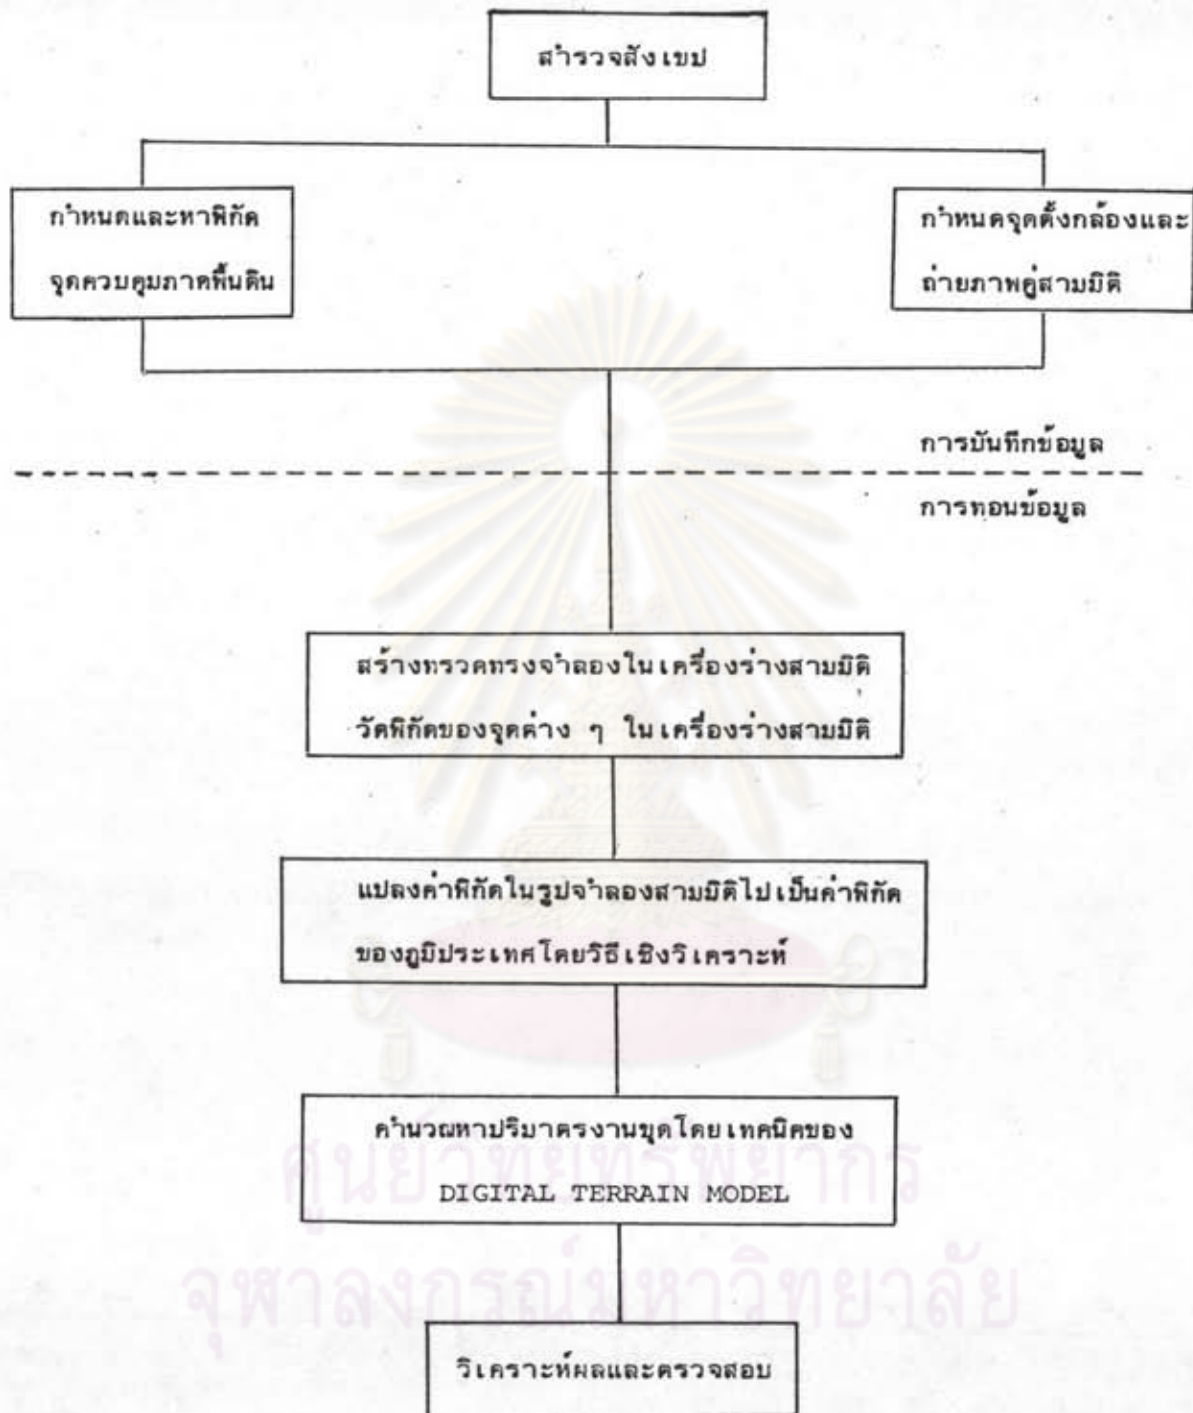 สำรวจสังเขป
กำหนดและหาพิกัด
จุดควบคุมภาคพื้นดิน
กำหนดจุดตั้งกล้องและ
ถ่ายภาพคู่สามมิติ
การบันทึกข้อมูล
การทอนข้อมูล
สร้างทรวดทรงจำลองในเครื่องร่างสามมิติ
วัดพิกัดของจุดต่าง ๆ ในเครื่องร่างสามมิติ
แปลงค่าพิกัดในรูปจำลองสามมิติไปเป็นค่าพิกัด
ของภูมิประเทศโดยวิธีเชิงวิเคราะห์
คำนวณหาปริมาตรงานขุดโดยเทคนิคของ
DIGITAL TERRAIN MODEL
ศูนย์วิทยทรัพยากร
จุฬาลงกรณ์มหาวิทยาลัย
วิเคราะห์ผลและตรวจสอบ